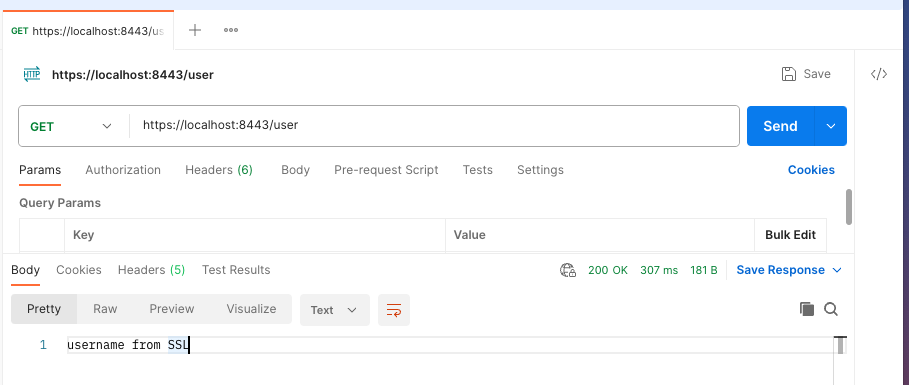 GET https://localhost:8443/us
HTTP https://localhost:8443/user Save </>
GET https://localhost:8443/user Send
Params Authorization Headers (6) Body Pre-request Script Tests Settings Cookies
Query Params
Key Value Bulk Edit
Body Cookies Headers (5) Test Results 200 OK 307 ms 181 B Save Response
Pretty Raw Preview Visualize Text
1 username from SSL